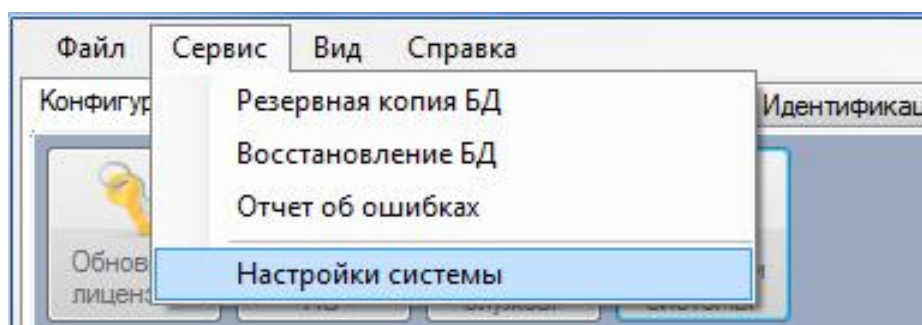 Файл Сервис Вид Справка
Резервная копия БД
Восстановление БД
Отчет об ошибках
Настройки системы